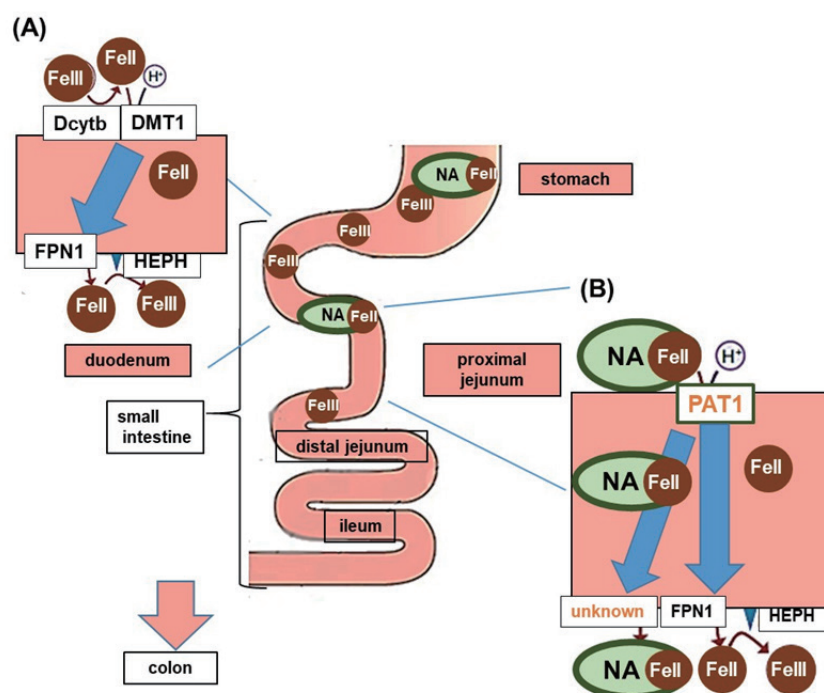 (A)
FeIII
FeII
H+
Dcytb
DMT1
FeII
FPN1
HEPH
FeII
FeIII
duodenum
small
intestine
colon
NA
FeII
FeIII
stomach
FeIII
FeIII
NA
FeII
FeIII
distal jejunum
ileum
proximal
jejunum
(B)
NA
FeII
H+
PAT1
NA
FeII
FeII
unknown
FPN1
HEPH
NA
FeII
FeII
FeIII